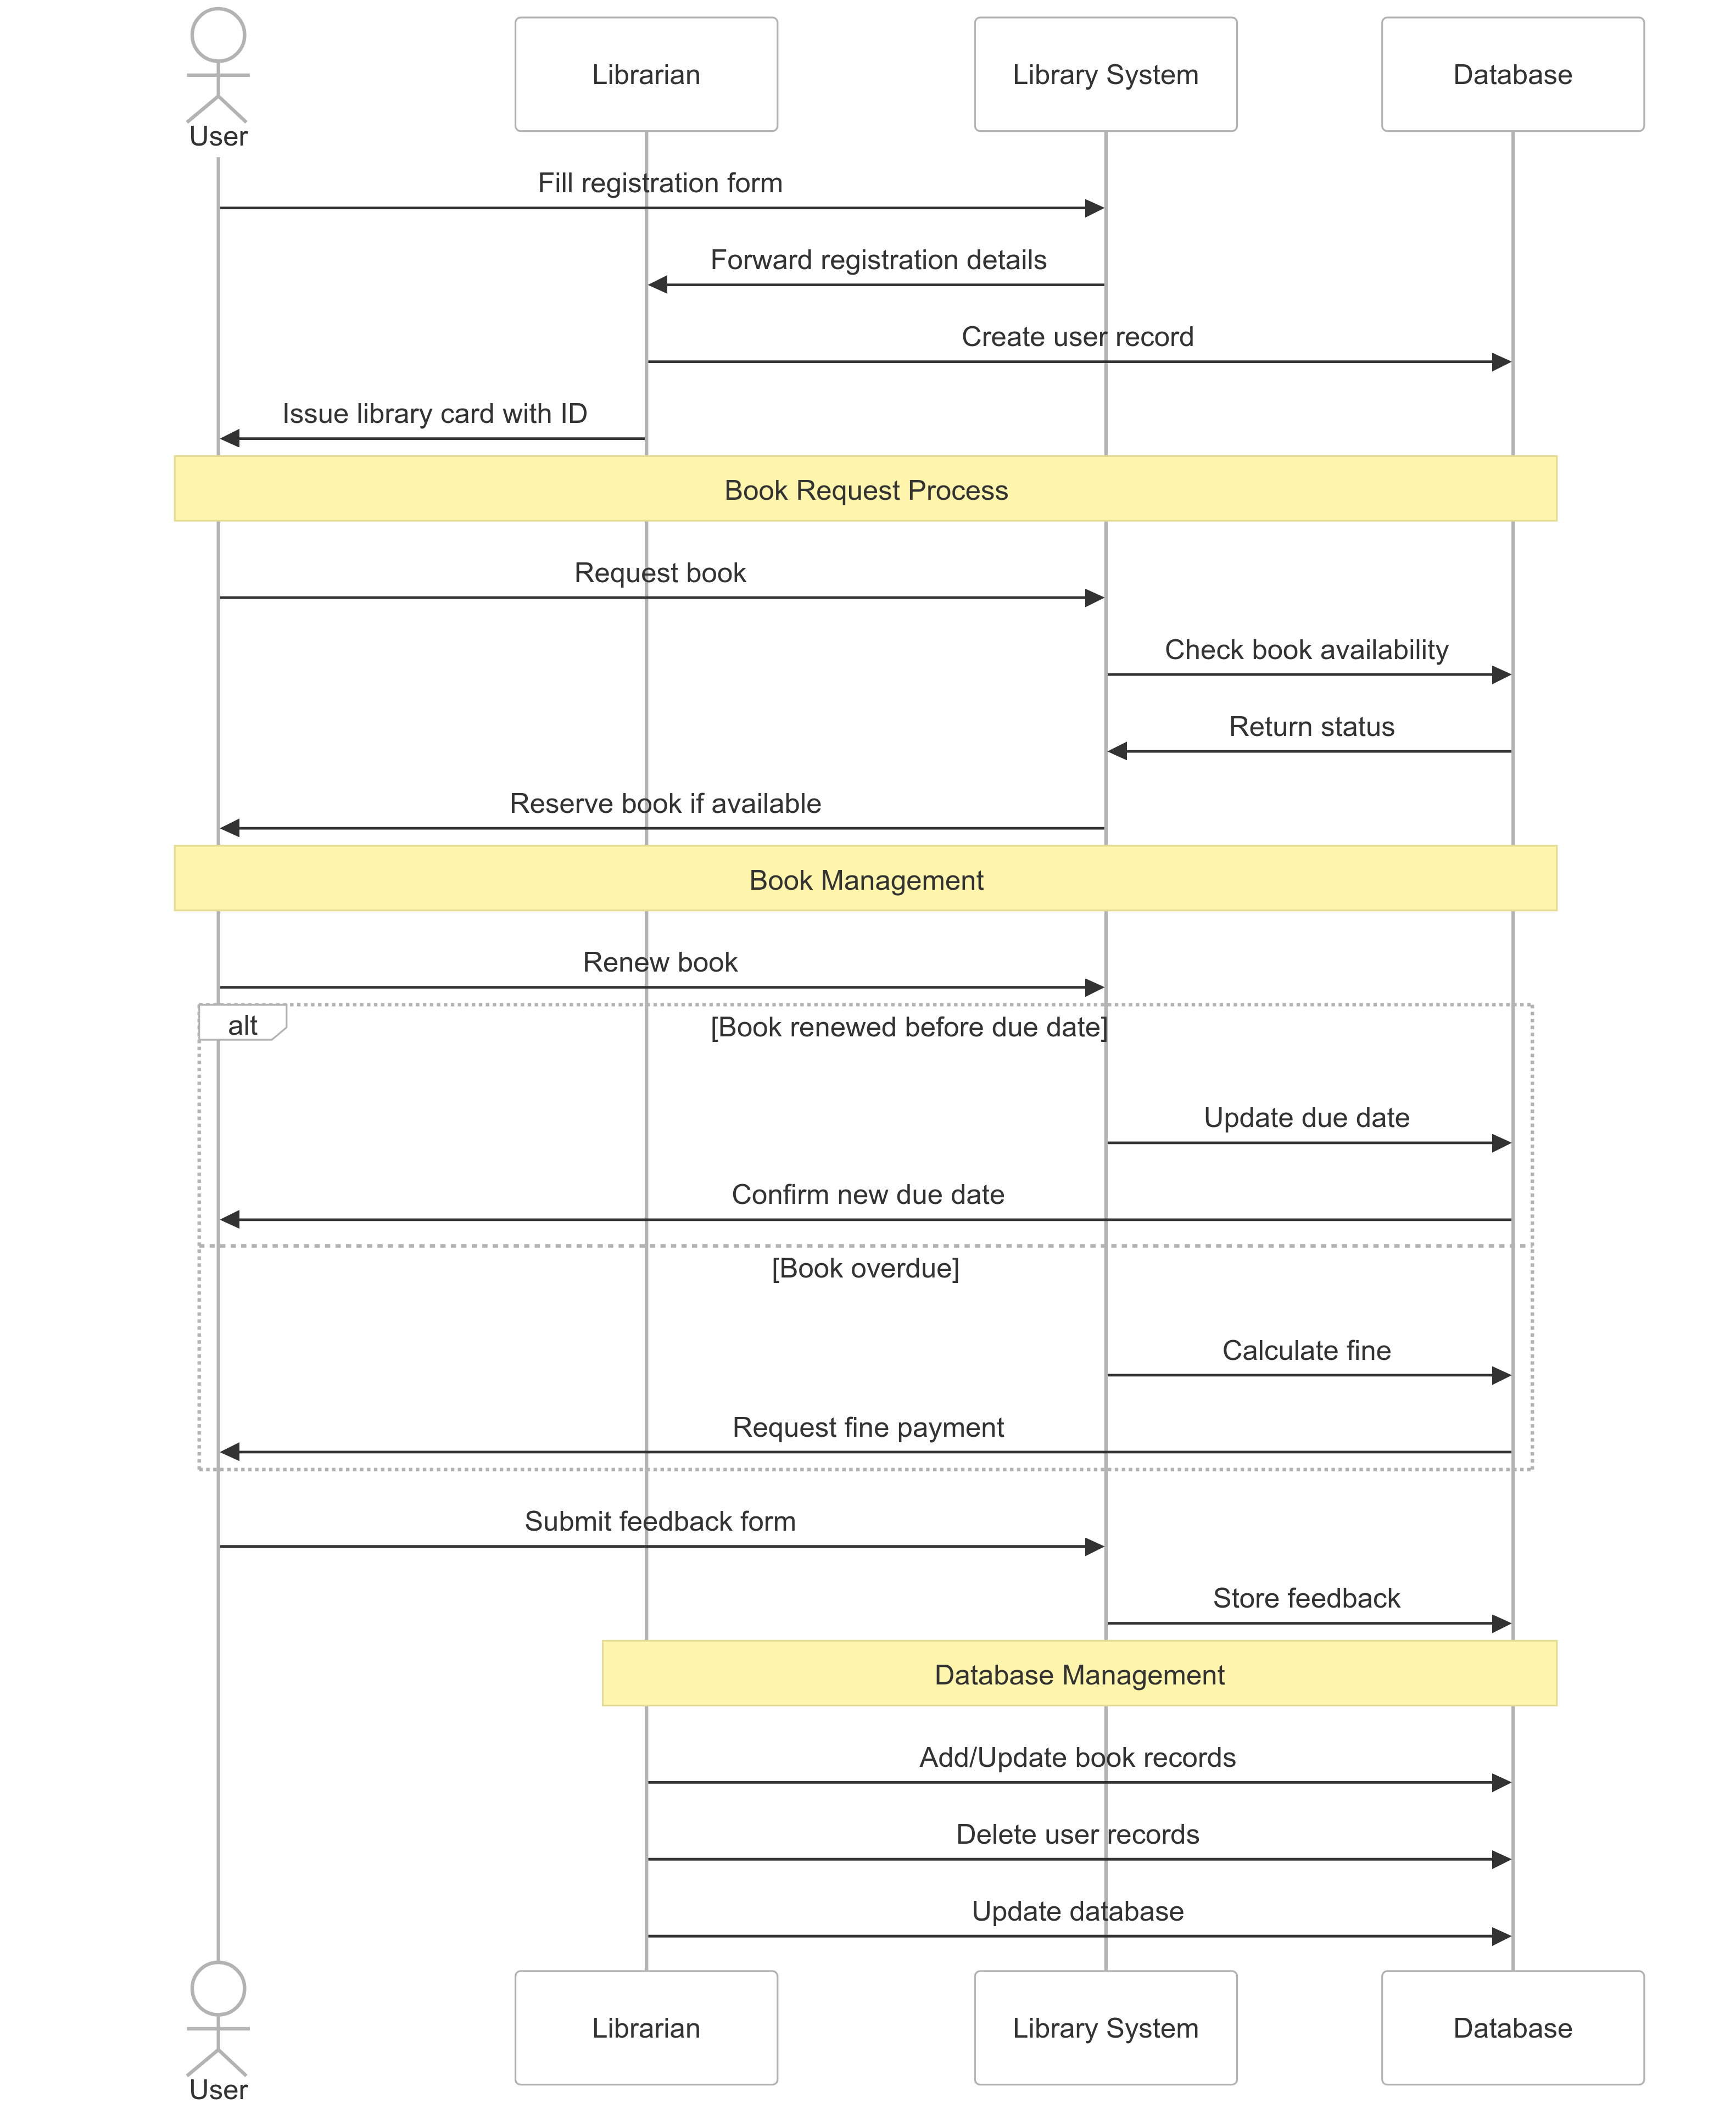 Librarian
Library System
Database
User
Fill registration form
Forward registration details
Create user record
Issue library card with ID
Book Request Process
Request book
Check book availability
Return status
Reserve book if available
Book Management
Renew book
alt
[Book renewed before due date]
Update due date
Confirm new due date
[Book overdue]
Calculate fine
Request fine payment
Submit feedback form
Store feedback
Database Management
Add/Update book records
Delete user records
Update database
Librarian
Library System
Database
User